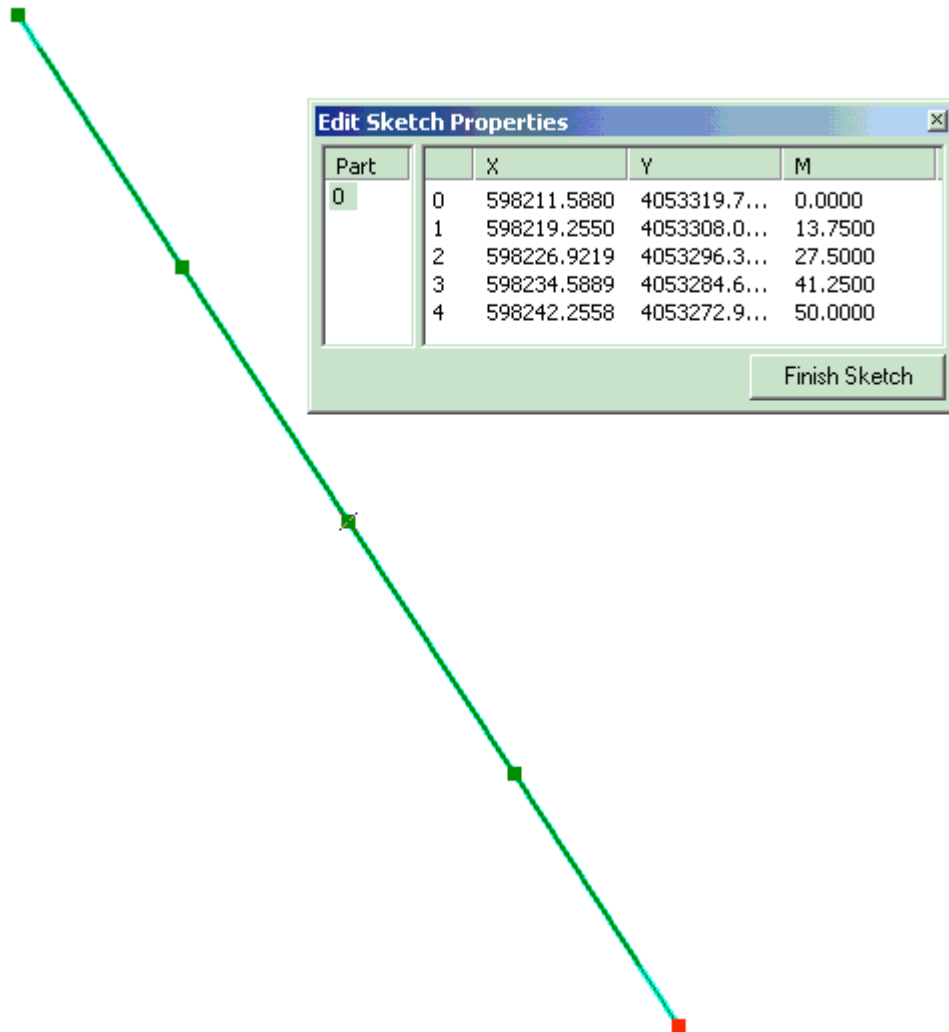 Edit Sketch Properties
Part X Y M
0
0 598211.5880 4053319.7... 0.0000
1 598219.2550 4053308.0... 13.7500
2 598226.9219 4053296.3... 27.5000
3 598234.5889 4053284.6... 41.2500
4 598242.2558 4053272.9... 50.0000
Finish Sketch